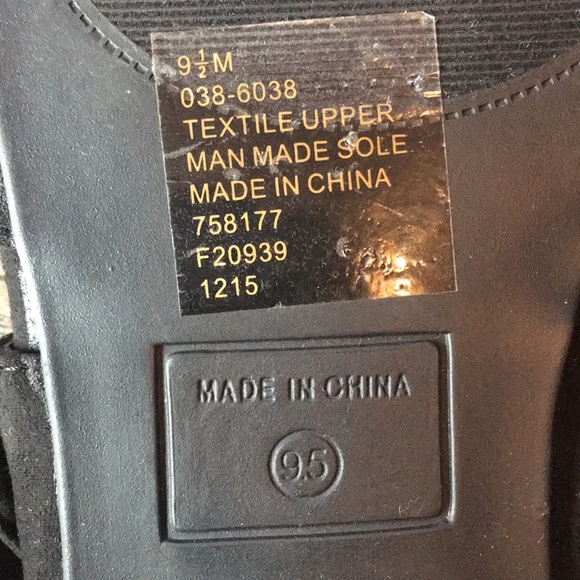 9½M
038-6038
TEXTILE UPPER
MAN MADE SOLE
MADE IN CHINA
758177
F20939
1215
MADE IN CHINA
9.5